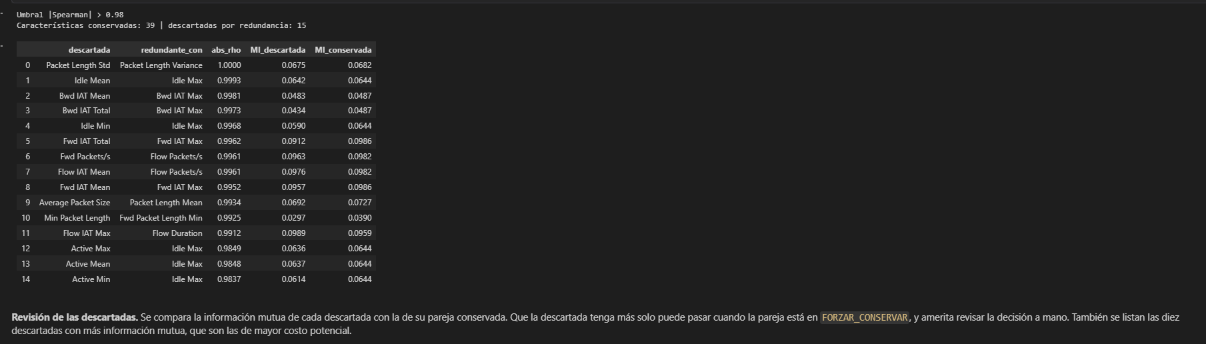 Umbral |Spearman| > 0.98
Características conservadas: 39 | descartadas por redundancia: 15
descartada redundante_con abs_rho MI_descartada MI_conservada
0 Packet Length Std Packet Length Variance 1.0000 0.0675 0.0682
1 Idle Mean Idle Max 0.9993 0.0642 0.0644
2 Bwd IAT Mean Bwd IAT Max 0.9981 0.0483 0.0487
3 Bwd IAT Total Bwd IAT Max 0.9973 0.0434 0.0487
4 Idle Min Idle Max 0.9968 0.0590 0.0644
5 Fwd IAT Total Fwd IAT Max 0.9962 0.0912 0.0986
6 Fwd Packets/s Flow Packets/s 0.9961 0.0963 0.0982
7 Flow IAT Mean Flow Packets/s 0.9961 0.0976 0.0982
8 Fwd IAT Mean Fwd IAT Max 0.9952 0.0957 0.0986
9 Average Packet Size Packet Length Mean 0.9934 0.0692 0.0727
10 Min Packet Length Fwd Packet Length Min 0.9925 0.0297 0.0390
11 Flow IAT Max Flow Duration 0.9912 0.0989 0.0959
12 Active Max Idle Max 0.9849 0.0636 0.0644
13 Active Mean Idle Max 0.9848 0.0637 0.0644
14 Active Min Idle Max 0.9837 0.0614 0.0644
Revisión de las descartadas. Se compara la información mutua de cada descartada con la de su pareja conservada. Que la descartada tenga más solo puede pasar cuando la pareja está en FORZAR_CONSERVAR, y amerita revisar la decisión a mano. También se listan las diez
descartadas con más información mutua, que son las de mayor costo potencial.